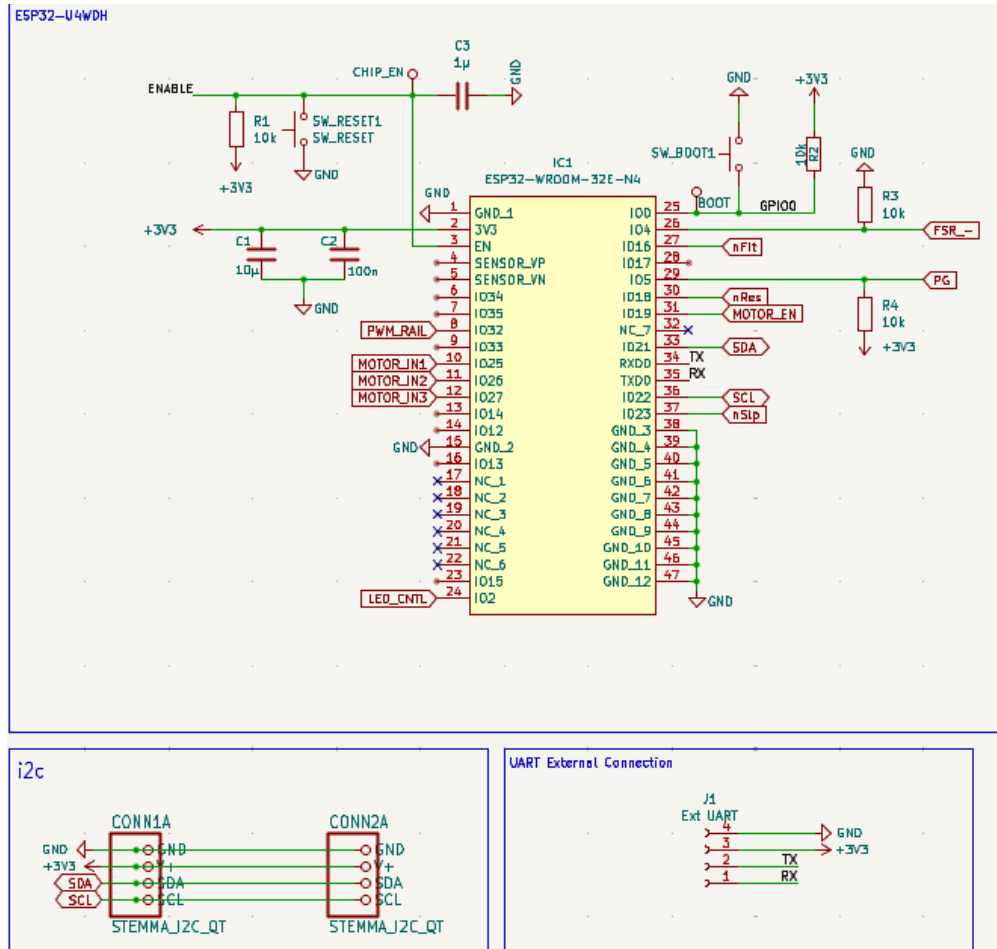 ESP32-U4WDH
ENABLE
CHIP_EN
C3
1µ
GND
R1
10k
+3V3
SW_RESET1
SW_RESET
GND
GND
SW_BOOT1
+3V3
10k
R2
BOOT
GPIO0
GND
R3
10k
FSR_-
PG
R4
10k
+3V3
+3V3
C1
10µ
C2
100n
GND
IC1
ESP32-WROOM-32E-N4
GND
1 GND_1
2 3V3
3 EN
4 SENSOR_VP
5 SENSOR_VN
6 IO34
7 IO35
PWM_RAIL 8 IO32
9 IO33
MOTOR_IN1 10 IO25
MOTOR_IN2 11 IO26
MOTOR_IN3 12 IO27
13 IO14
14 IO12
GND 15 GND_2
16 IO13
17 NC_1
18 NC_2
19 NC_3
20 NC_4
21 NC_5
22 NC_6
23 IO15
LED_CNTL 24 IO2
IO0 25
IO4 26
IO16 27 nFlt
IO17 28
IO5 29
IO18 30 nRes
IO19 31 MOTOR_EN
NC_7 32
IO21 33 SDA
RXD0 34 TX
TXD0 35 RX
IO22 36 SCL
IO23 37 nSlp
GND_3 38
GND_4 39
GND_5 40
GND_6 41
GND_7 42
GND_8 43
GND_9 44
GND_10 45
GND_11 46
GND_12 47
GND
i2c
CONN1A
GND GND
+3V3 V+
SDA SDA
SCL SCL
STEMMA_I2C_QT
CONN2A
GND
V+
SDA
SCL
STEMMA_I2C_QT
UART External Connection
J1
Ext UART
4 GND
3 +3V3
2 TX
1 RX